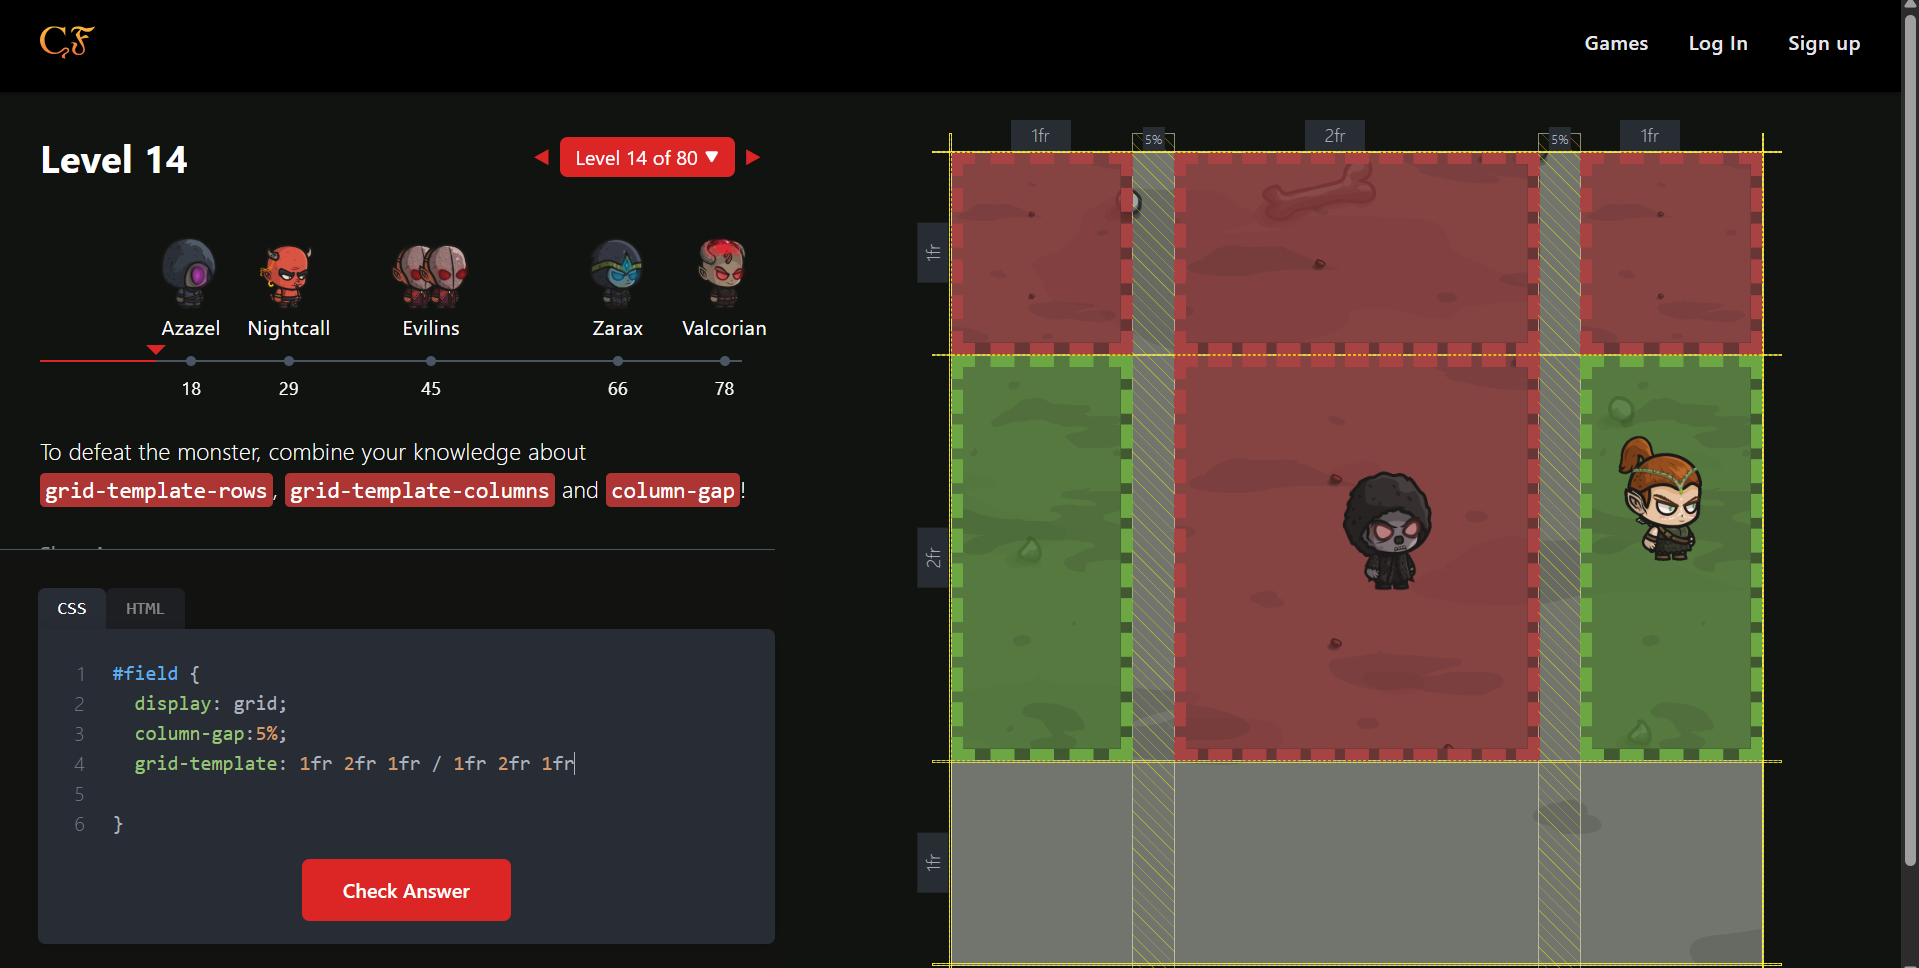 CF
Games Log In Sign up
Level 14
◀ Level 14 of 80 ▼ ▶
Azazel Nightcall Evilins Zarax Valcorian
18 29 45 66 78
To defeat the monster, combine your knowledge about
grid-template-rows, grid-template-columns and column-gap!
CSS HTML
1 #field {
2 display: grid;
3 column-gap:5%;
4 grid-template: 1fr 2fr 1fr / 1fr 2fr 1fr
5
6 }
Check Answer
1fr 5% 2fr 5% 1fr
1fr
2fr
1fr